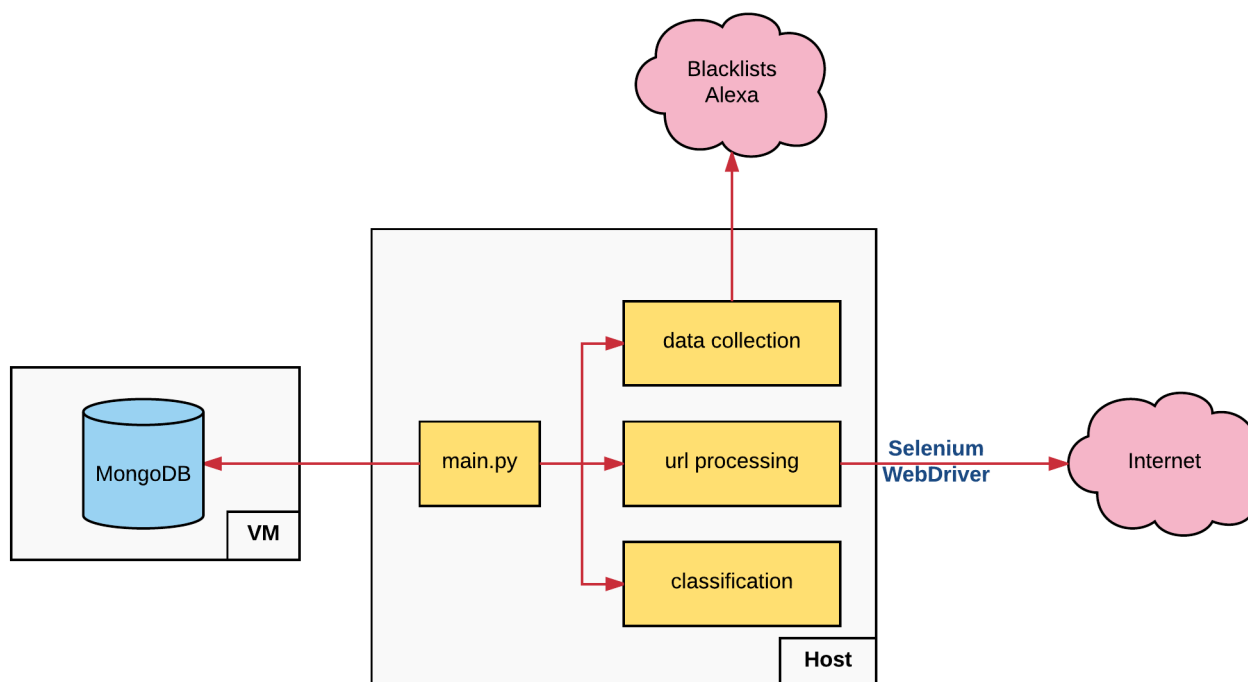 Blacklists
Alexa
data collection
MongoDB
main.py
url processing
Selenium
WebDriver
Internet
VM
classification
Host